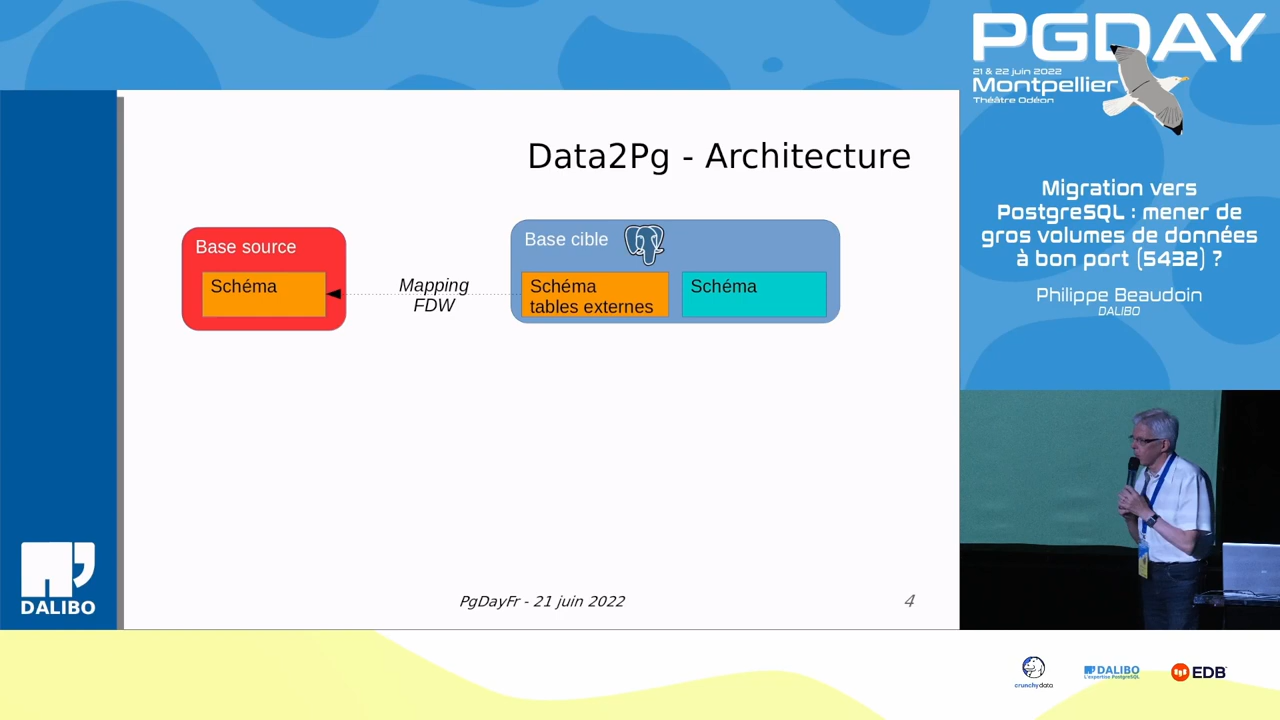 PGDAY
21 & 22 juin 2022
Montpellier
Théâtre Odéon
Data2Pg - Architecture
Base source
Schéma
Mapping
FDW
Base cible
Schéma
tables externes
Schéma
PgDayFr - 21 juin 2022
4
DALIBO
Migration vers
PostgreSQL : mener de
gros volumes de données
à bon port (5432) ?
Philippe Beaudoin
DALIBO
crunchydata
DALIBO
L'expertise PostgreSQL
EDB